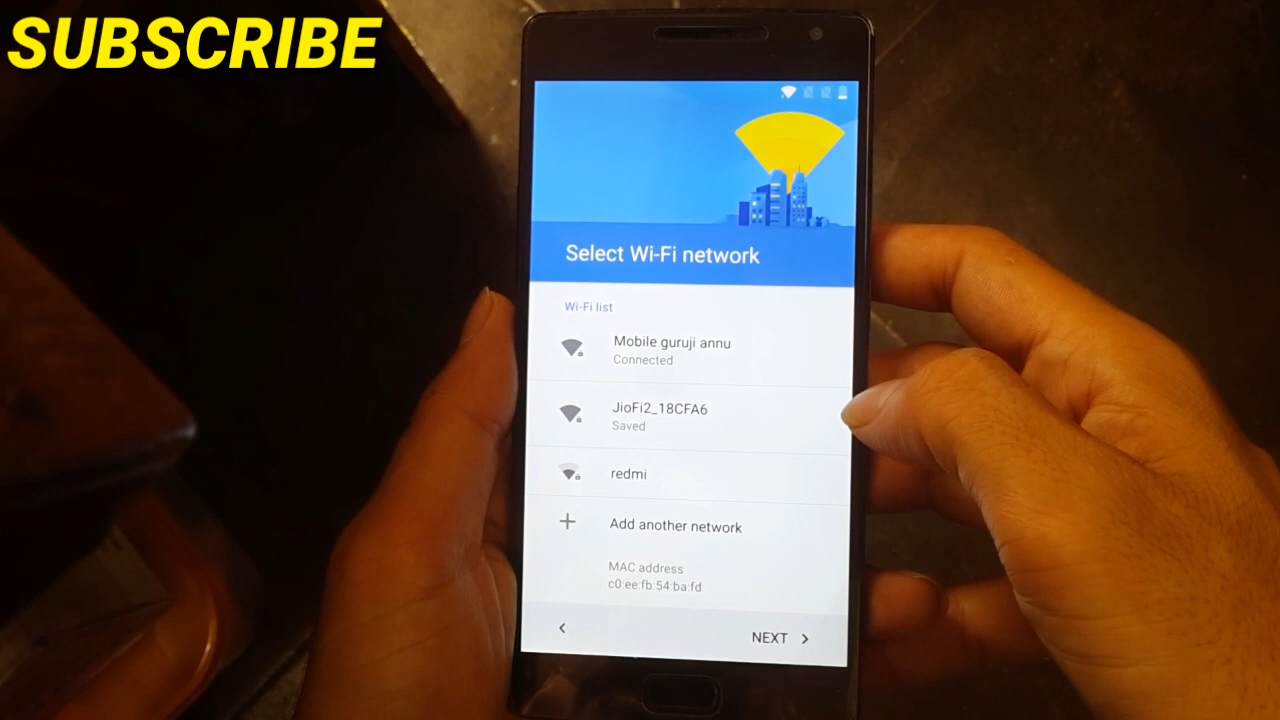 SUBSCRIBE
Select Wi-Fi network
Wi-Fi list
Mobile guruji annu
Connected
JioFi2_18CFA6
Saved
redmi
Add another network
MAC address
c0:ee:fb:54:ba:fd
NEXT